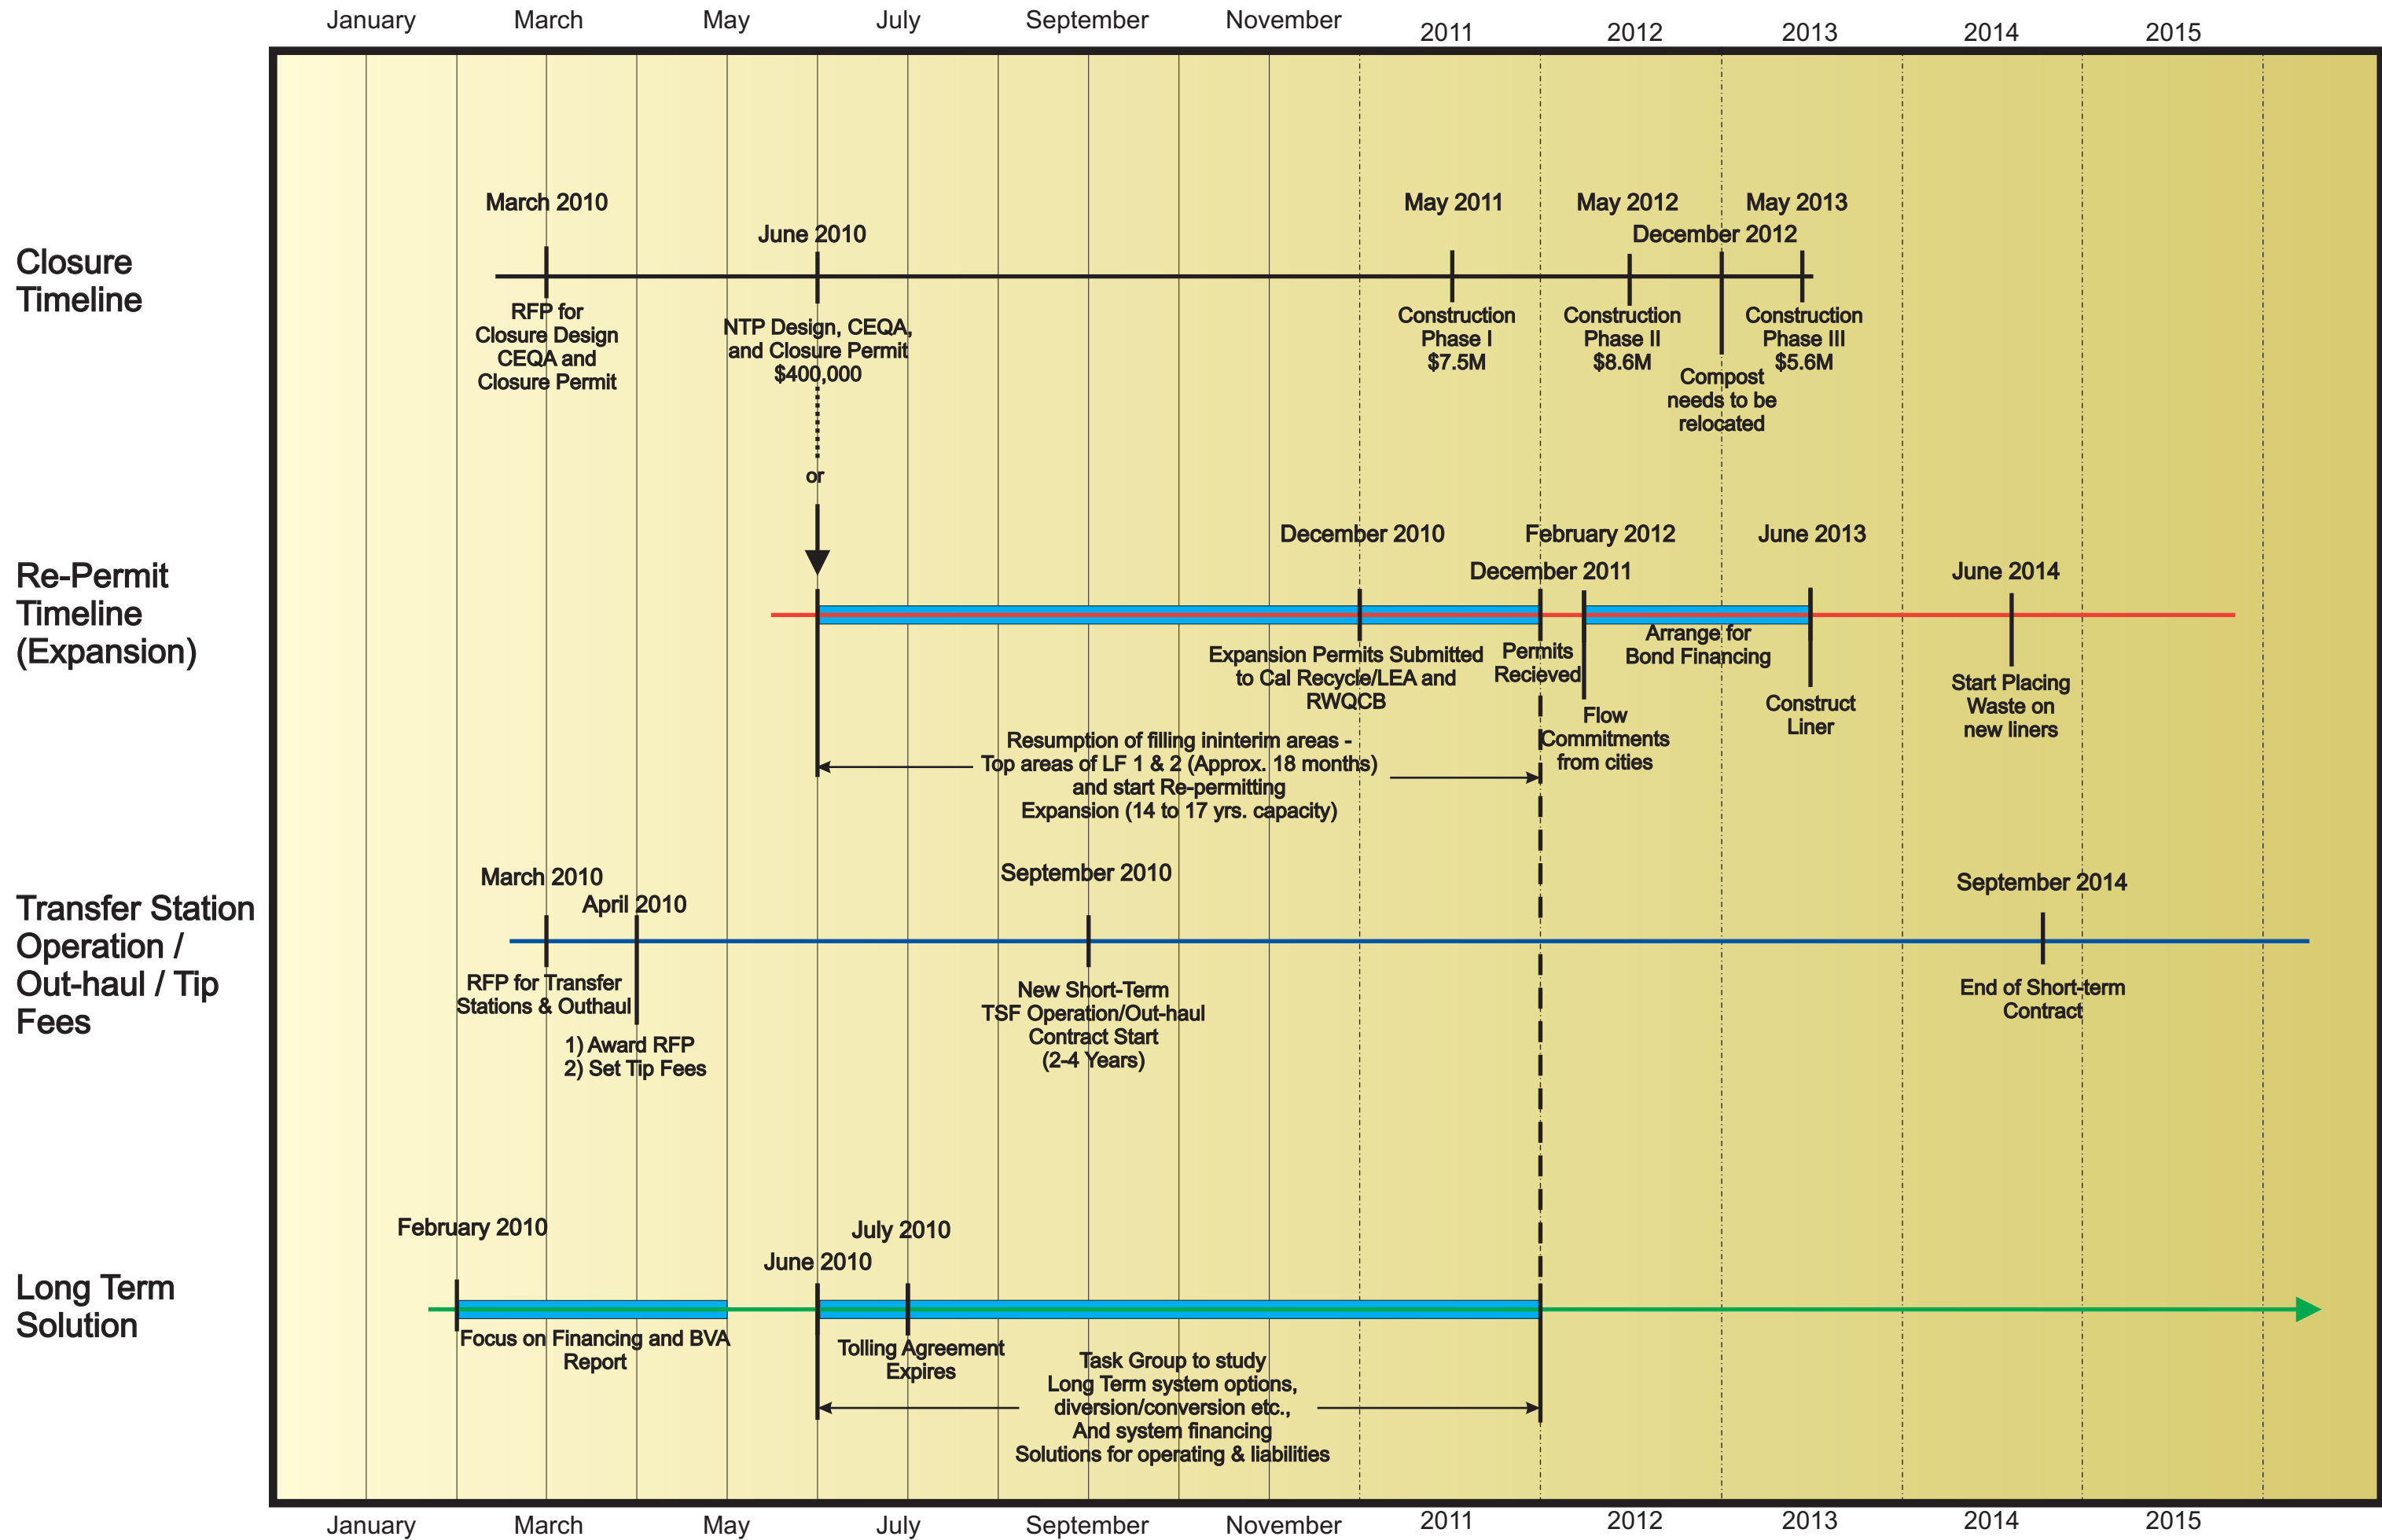 January March May July September November 2011 2012 2013 2014 2015
Closure
Timeline
March 2010
RFP for
Closure Design
CEQA and
Closure Permit
June 2010
NTP Design, CEQA,
and Closure Permit
$400,000
or
May 2011
Construction
Phase I
$7.5M
May 2012
Construction
Phase II
$8.6M
December 2012
Compost
needs to be
relocated
May 2013
Construction
Phase III
$5.6M
Re-Permit
Timeline
(Expansion)
December 2010
Expansion Permits Submitted
to Cal Recycle/LEA and
RWQCB
December 2011
Permits
Recieved
February 2012
Flow
Commitments
from cities
Arrange for
Bond Financing
June 2013
Construct
Liner
June 2014
Start Placing
Waste on
new liners
Resumption of filling ininterim areas -
Top areas of LF 1 & 2 (Approx. 18 months)
and start Re-permitting
Expansion (14 to 17 yrs. capacity)
Transfer Station
Operation /
Out-haul / Tip
Fees
March 2010
RFP for Transfer
Stations & Outhaul
April 2010
1) Award RFP
2) Set Tip Fees
September 2010
New Short-Term
TSF Operation/Out-haul
Contract Start
(2-4 Years)
September 2014
End of Short-term
Contract
Long Term
Solution
February 2010
Focus on Financing and BVA
Report
June 2010
July 2010
Tolling Agreement
Expires
Task Group to study
Long Term system options,
diversion/conversion etc.,
And system financing
Solutions for operating & liabilities
January March May July September November 2011 2012 2013 2014 2015